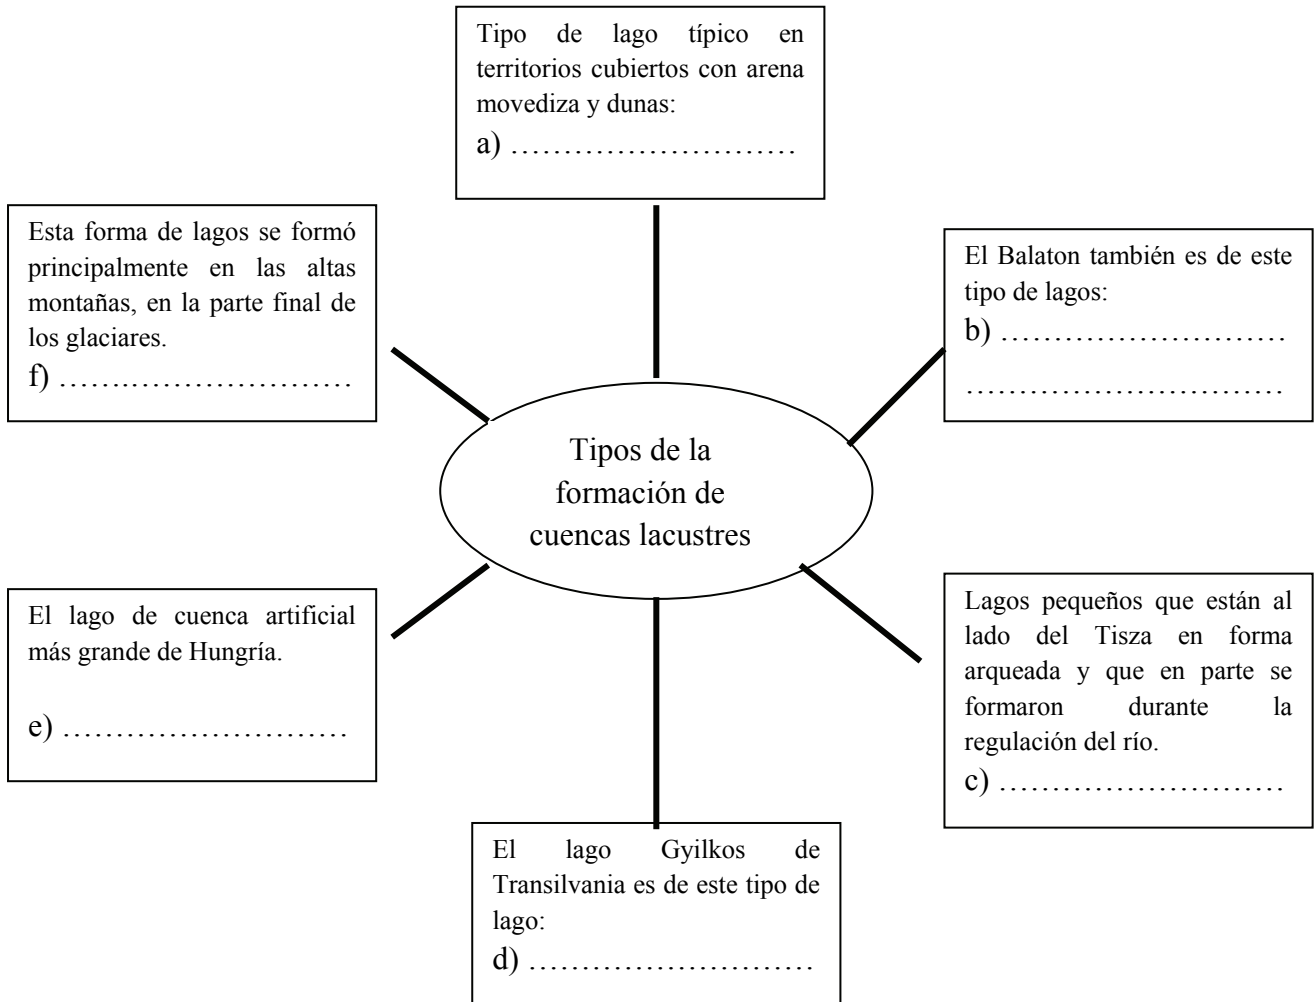 Tipo de lago típico en
territorios cubiertos con arena
movediza y dunas:
a) ………………………
Esta forma de lagos se formó
principalmente en las altas
montañas, en la parte final de
los glaciares.
f) ……..…………………
El Balaton también es de este
tipo de lagos:
b) ………………………
…………………………
Tipos de la
formación de
cuencas lacustres
El lago de cuenca artificial
más grande de Hungría.
e) ………………………
Lagos pequeños que están al
lado del Tisza en forma
arqueada y que en parte se
formaron durante la
regulación del río.
c) ………………………
El lago Gyilkos de
Transilvania es de este tipo de
lago:
d) ………………………